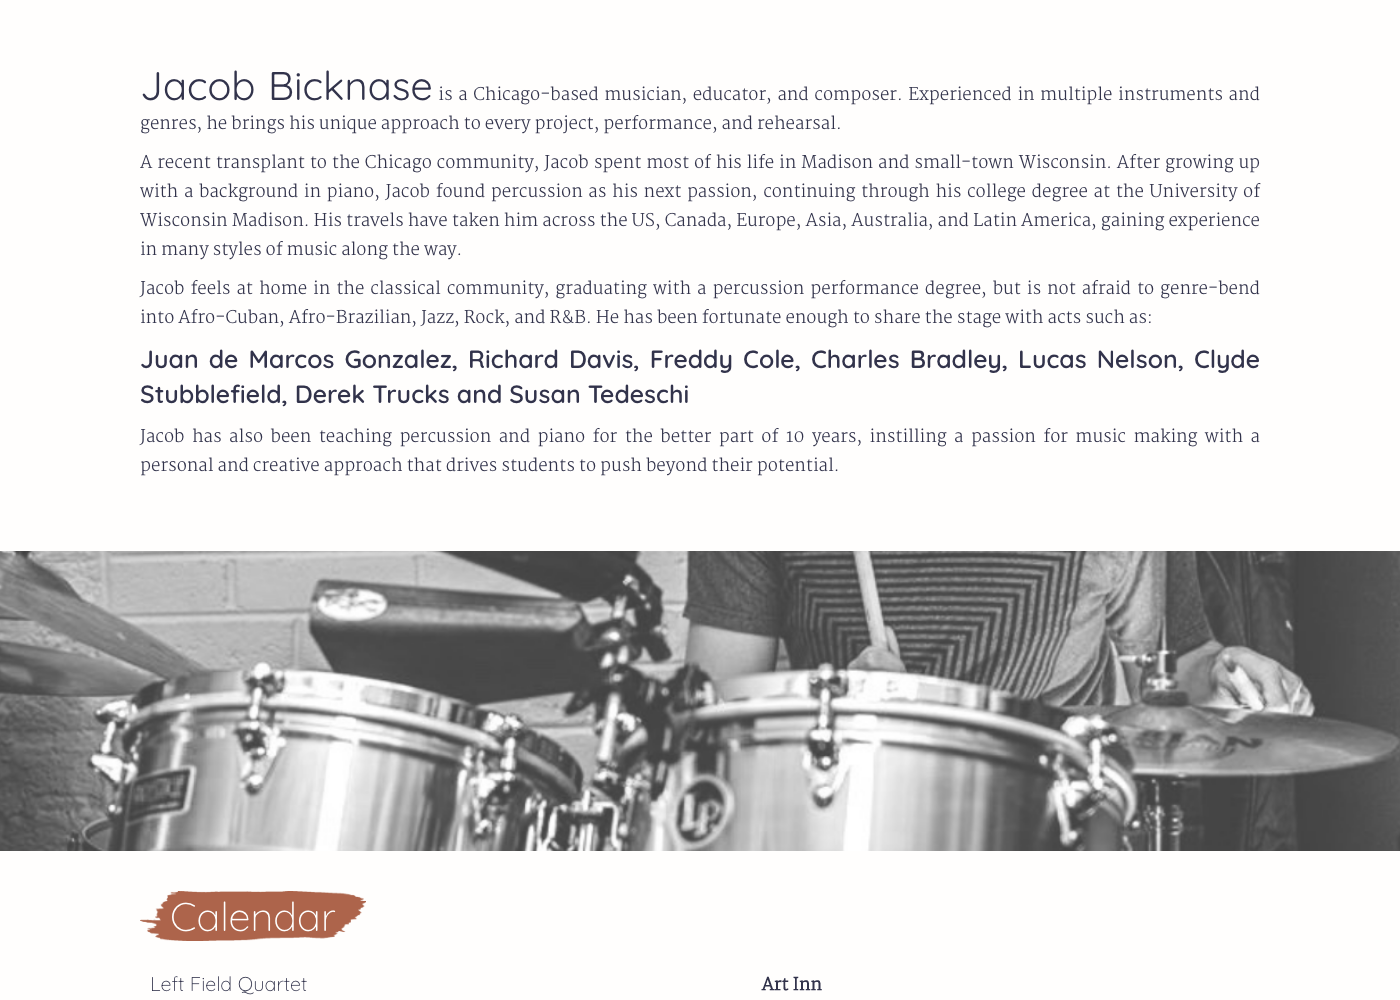 Jacob Bicknase is a Chicago-based musician, educator, and composer. Experienced in multiple instruments and
genres, he brings his unique approach to every project, performance, and rehearsal.
A recent transplant to the Chicago community, Jacob spent most of his life in Madison and small-town Wisconsin. After growing up
with a background in piano, Jacob found percussion as his next passion, continuing through his college degree at the University of
Wisconsin Madison. His travels have taken him across the US, Canada, Europe, Asia, Australia, and Latin America, gaining experience
in many styles of music along the way.
Jacob feels at home in the classical community, graduating with a percussion performance degree, but is not afraid to genre-bend
into Afro-Cuban, Afro-Brazilian, Jazz, Rock, and R&B. He has been fortunate enough to share the stage with acts such as:
Juan de Marcos Gonzalez, Richard Davis, Freddy Cole, Charles Bradley, Lucas Nelson, Clyde
Stubblefield, Derek Trucks and Susan Tedeschi
Jacob has also been teaching percussion and piano for the better part of 10 years, instilling a passion for music making with a
personal and creative approach that drives students to push beyond their potential.
LP
Calendar
Left Field Quartet
Art Inn